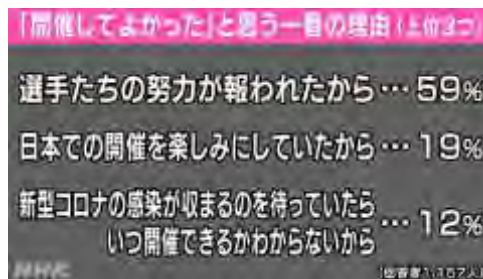 「開催してよかった」と思う一番の理由(上位3つ)
選手たちの努力が報われたから…59%
日本での開催を楽しみにしていたから…19%
新型コロナの感染が収まるのを待っていたら
いつ開催できるかわからないから…12%
NHK